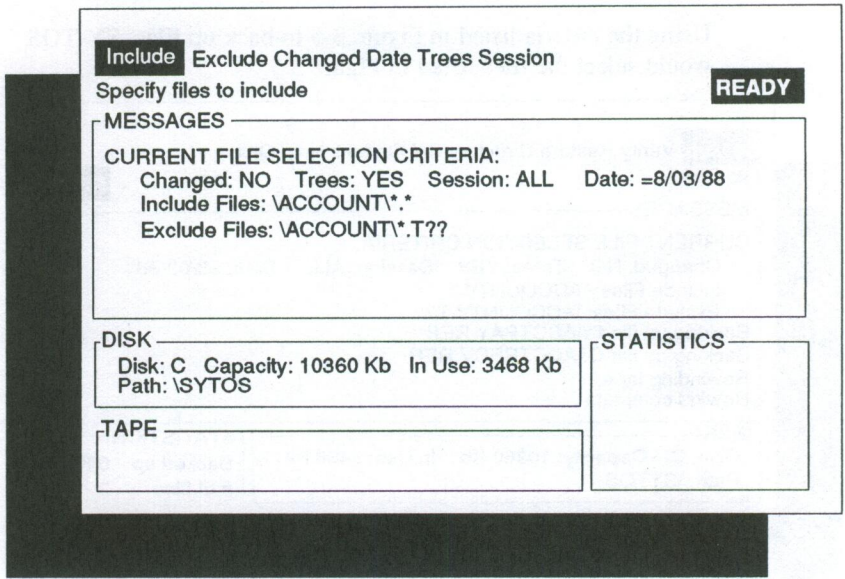 Include Exclude Changed Date Trees Session
Specify files to include
READY
MESSAGES
CURRENT FILE SELECTION CRITERIA:
Changed: NO Trees: YES Session: ALL Date: =8/03/88
Include Files: \ACCOUNT\*.*
Exclude Files: \ACCOUNT\*.T??
DISK
Disk: C Capacity: 10360 Kb In Use: 3468 Kb
Path: \SYTOS
STATISTICS
TAPE